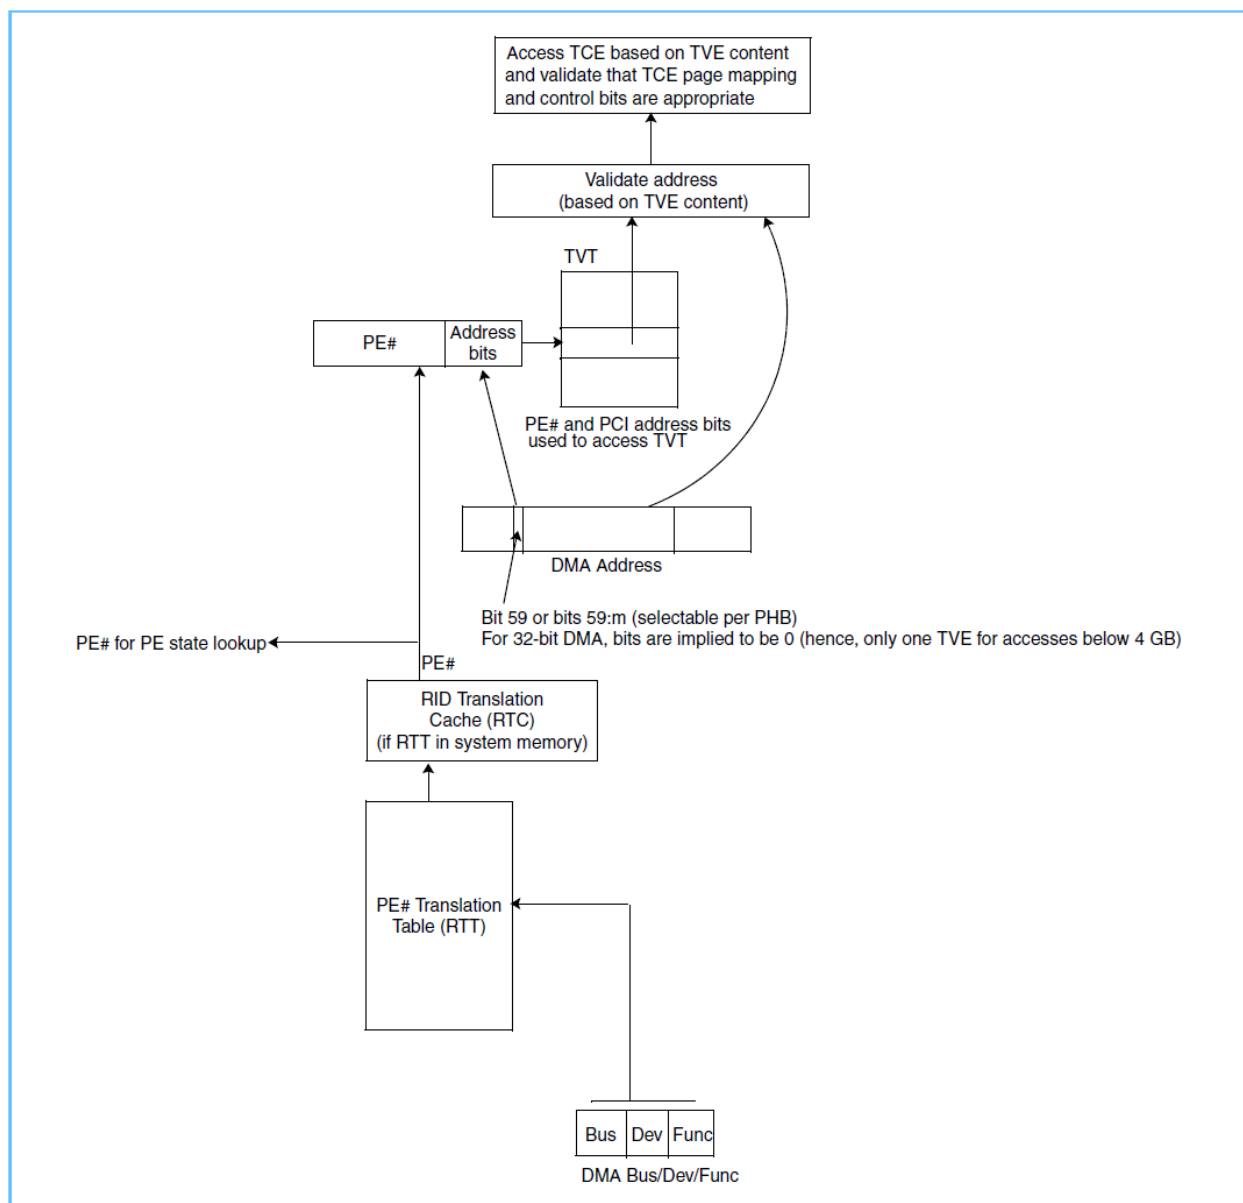 Access TCE based on TVE content
and validate that TCE page mapping
and control bits are appropriate
Validate address
(based on TVE content)
TVT
PE#
Address
bits
PE# and PCI address bits
used to access TVT
DMA Address
Bit 59 or bits 59:m (selectable per PHB)
For 32-bit DMA, bits are implied to be 0 (hence, only one TVE for accesses below 4 GB)
PE# for PE state lookup
PE#
RID Translation
Cache (RTC)
(if RTT in system memory)
PE# Translation
Table (RTT)
Bus
Dev
Func
DMA Bus/Dev/Func